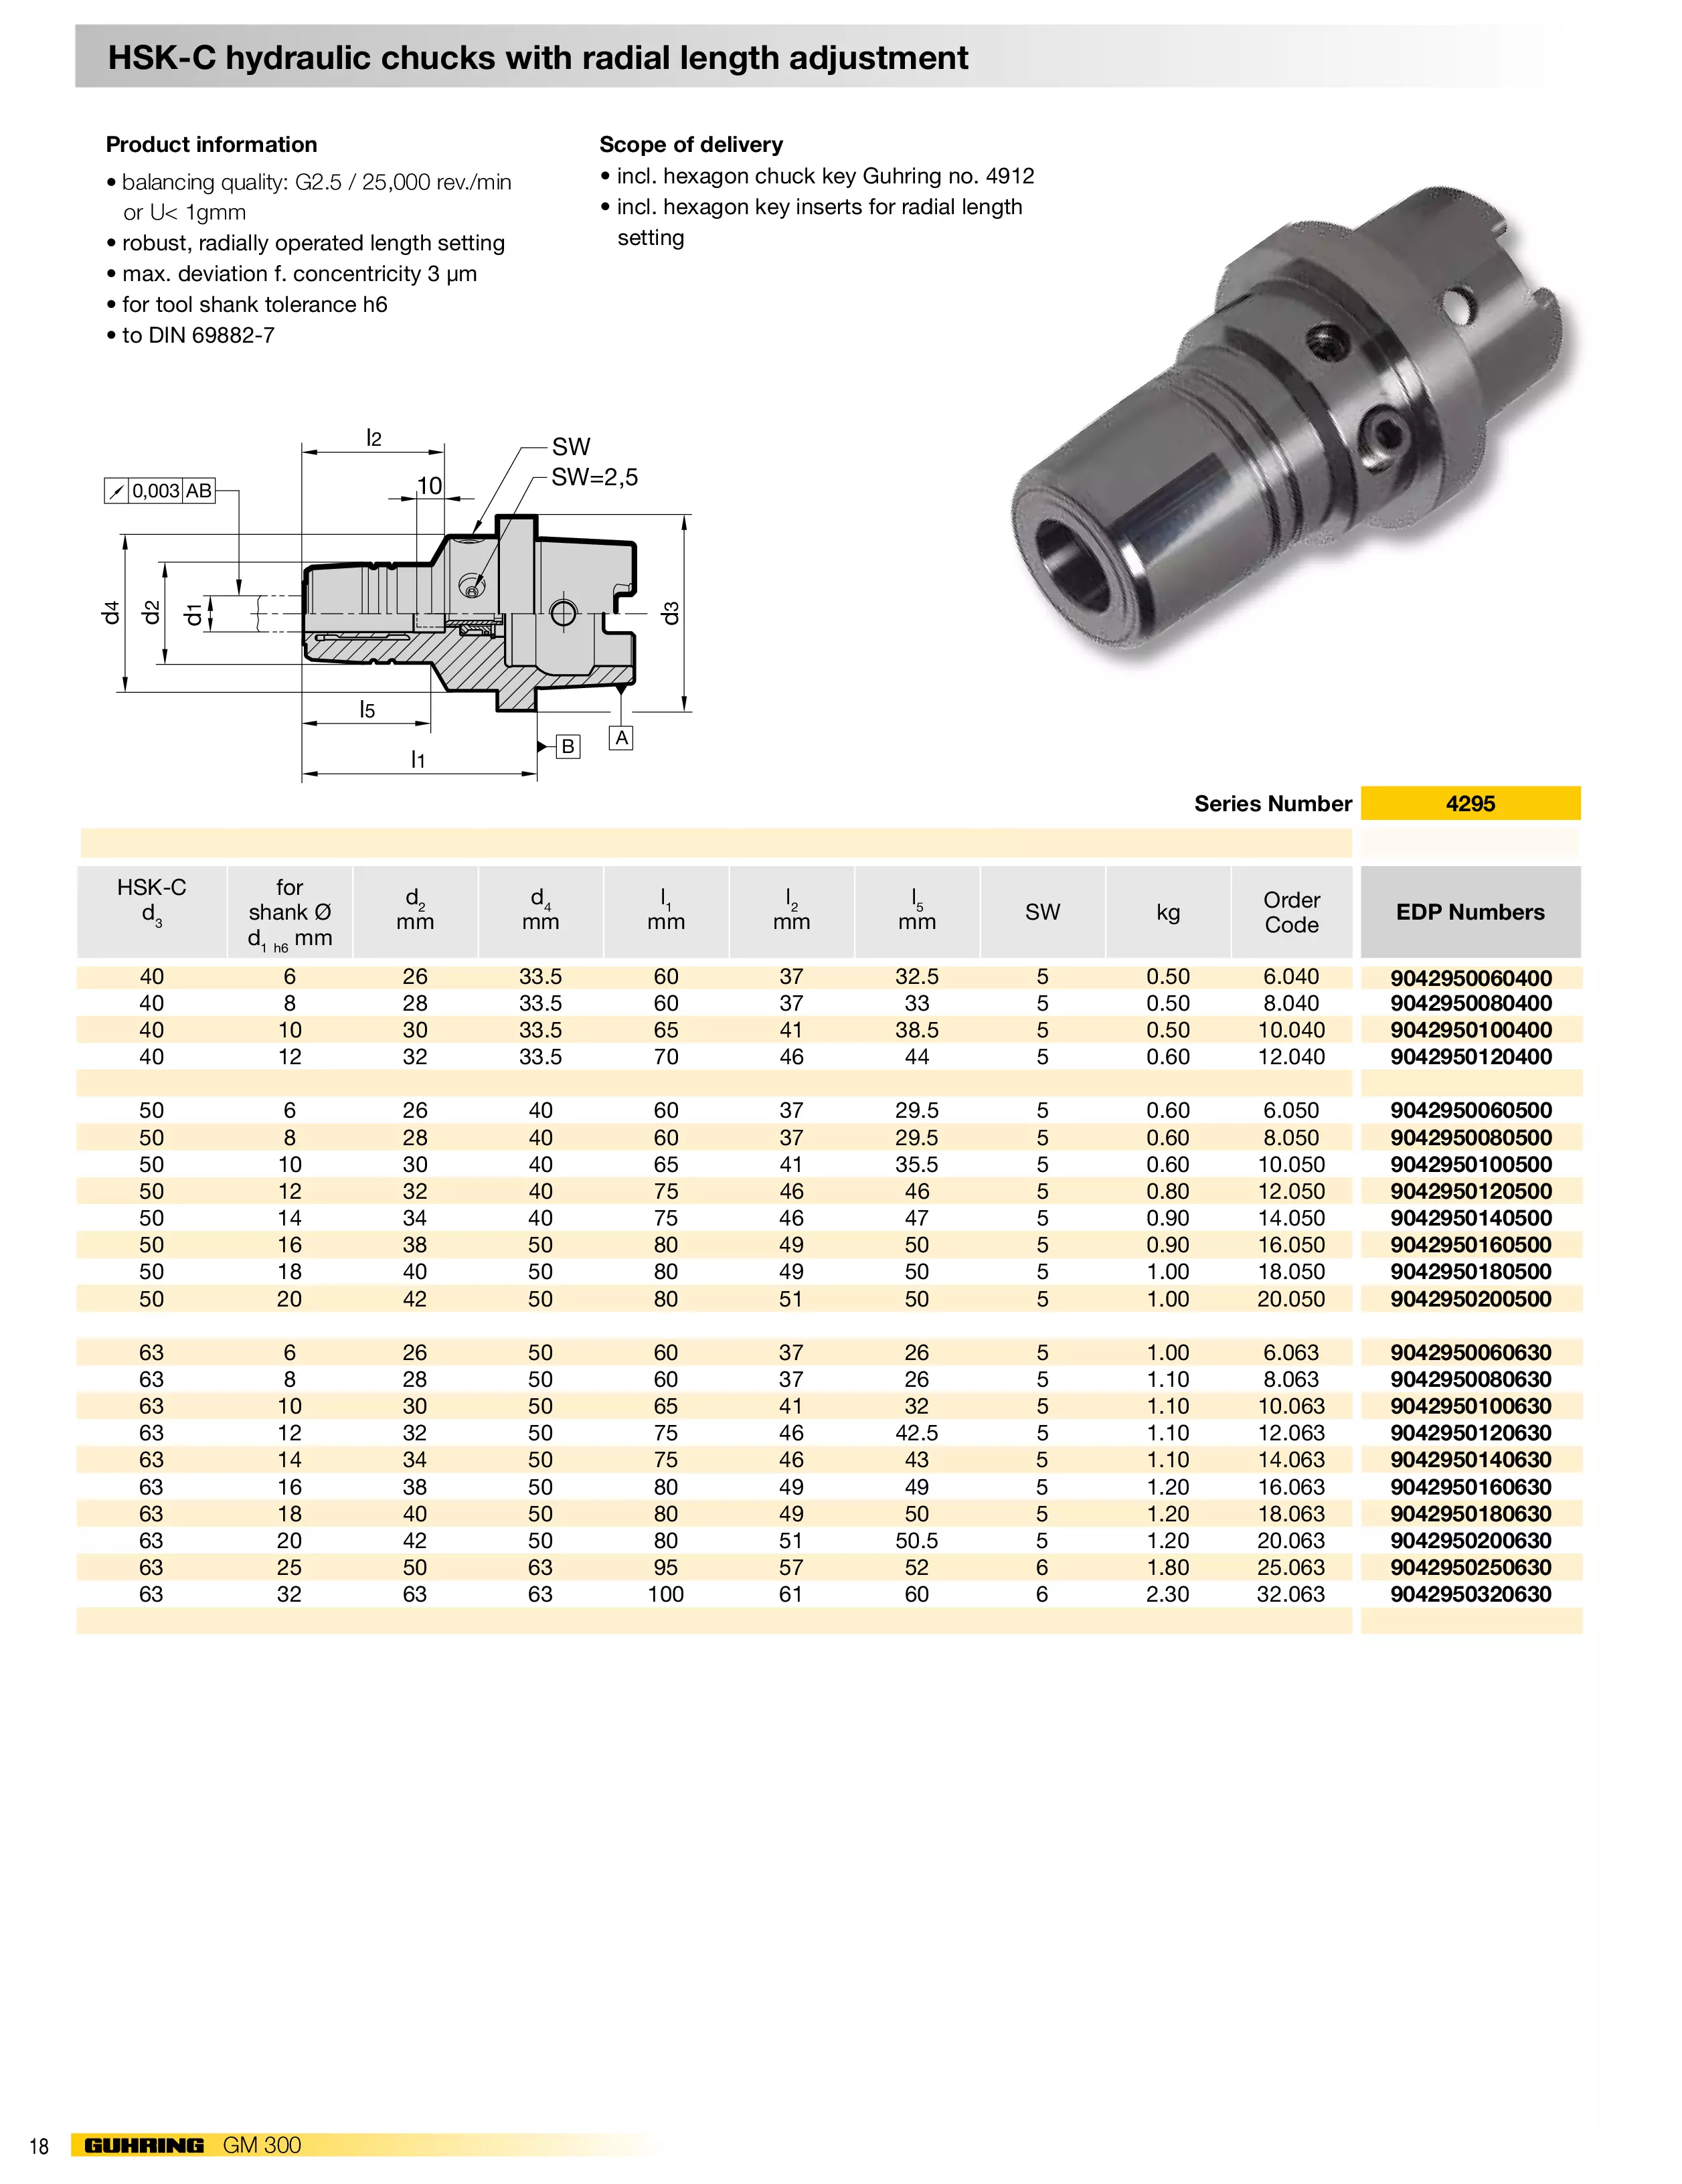 HSK-C hydraulic chucks with radial length adjustment
Product information
• balancing quality: G2.5 / 25,000 rev./min
or U< 1gmm
• robust, radially operated length setting
• max. deviation f. concentricity 3 µm
• for tool shank tolerance h6
• to DIN 69882-7
Scope of delivery
• incl. hexagon chuck key Guhring no. 4912
• incl. hexagon key inserts for radial length
setting
l2
SW
SW=2,5
10
0,003 AB
d4
d2
d1
d3
l5
l1
B
A
Series Number 4295
HSK-C d3 | for shank Ø d1 h6 mm | d2 mm | d4 mm | l1 mm | l2 mm | l5 mm | SW | kg | Order Code | EDP Numbers
40 6 26 33.5 60 37 32.5 5 0.50 6.040 9042950060400
40 8 28 33.5 60 37 33 5 0.50 8.040 9042950080400
40 10 30 33.5 65 41 38.5 5 0.50 10.040 9042950100400
40 12 32 33.5 70 46 44 5 0.60 12.040 9042950120400
50 6 26 40 60 37 29.5 5 0.60 6.050 9042950060500
50 8 28 40 60 37 29.5 5 0.60 8.050 9042950080500
50 10 30 40 65 41 35.5 5 0.60 10.050 9042950100500
50 12 32 40 75 46 46 5 0.80 12.050 9042950120500
50 14 34 40 75 46 47 5 0.90 14.050 9042950140500
50 16 38 50 80 49 50 5 0.90 16.050 9042950160500
50 18 40 50 80 49 50 5 1.00 18.050 9042950180500
50 20 42 50 80 51 50 5 1.00 20.050 9042950200500
63 6 26 50 60 37 26 5 1.00 6.063 9042950060630
63 8 28 50 60 37 26 5 1.10 8.063 9042950080630
63 10 30 50 65 41 32 5 1.10 10.063 9042950100630
63 12 32 50 75 46 42.5 5 1.10 12.063 9042950120630
63 14 34 50 75 46 43 5 1.10 14.063 9042950140630
63 16 38 50 80 49 49 5 1.20 16.063 9042950160630
63 18 40 50 80 49 50 5 1.20 18.063 9042950180630
63 20 42 50 80 51 50.5 5 1.20 20.063 9042950200630
63 25 50 63 95 57 52 6 1.80 25.063 9042950250630
63 32 63 63 100 61 60 6 2.30 32.063 9042950320630
18 GUHRING GM 300